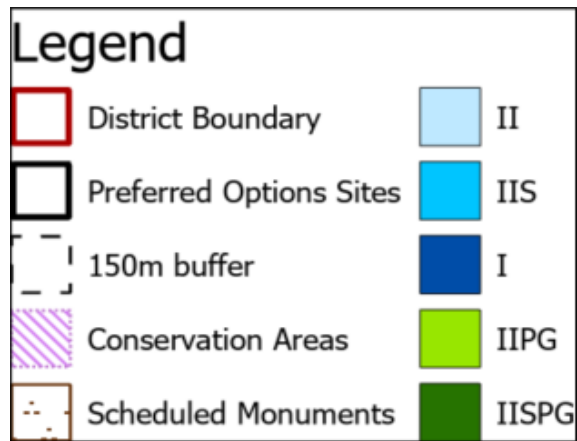 Legend
District Boundary
II
Preferred Options Sites
IIS
150m buffer
I
Conservation Areas
IIPG
Scheduled Monuments
IISPG